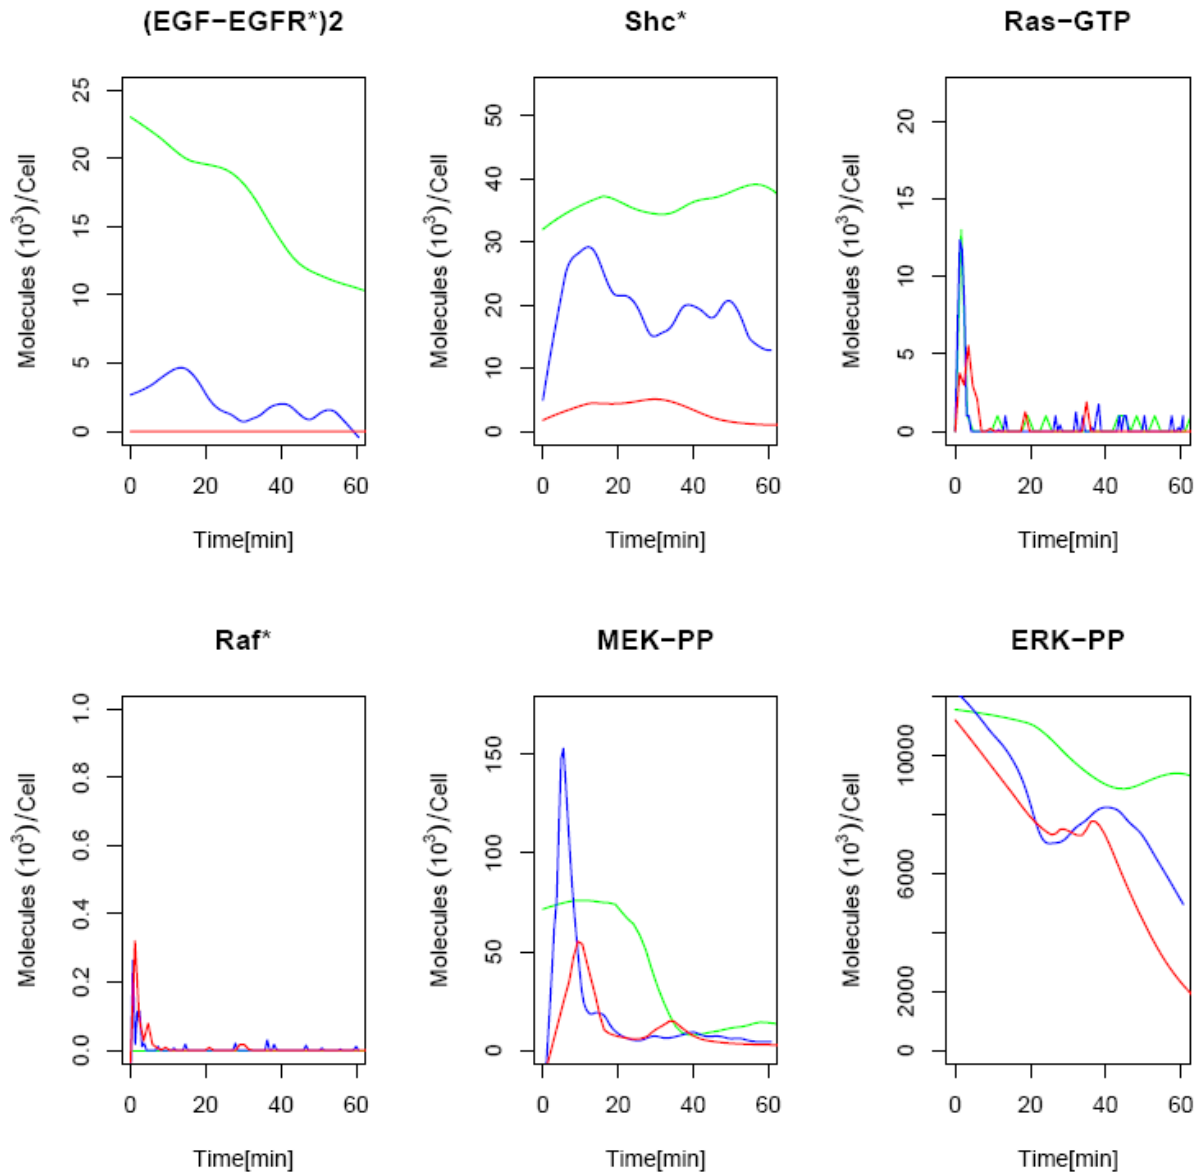 (EGF−EGFR*)2
Molecules (10³)/Cell
25
20
15
10
5
0
0 20 40 60
Time[min]
Shc*
Molecules (10³)/Cell
50
40
30
20
10
0
0 20 40 60
Time[min]
Ras−GTP
Molecules (10³)/Cell
20
15
10
5
0
0 20 40 60
Time[min]
Raf*
Molecules (10³)/Cell
1.0
0.8
0.6
0.4
0.2
0.0
0 20 40 60
Time[min]
MEK−PP
Molecules (10³)/Cell
150
100
50
0
0 20 40 60
Time[min]
ERK−PP
Molecules (10³)/Cell
10000
6000
2000
0
0 20 40 60
Time[min]